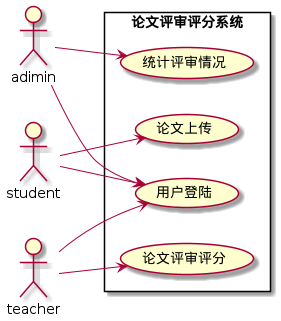 论文评审评分系统
统计评审情况
adimin
论文上传
student
用户登陆
论文评审评分
teacher